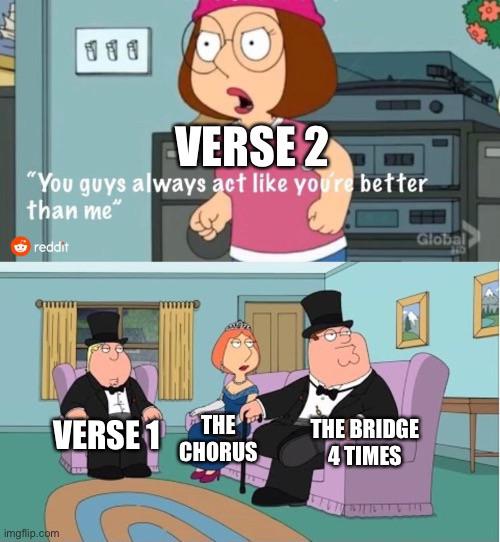 VERSE 2
“You guys always act like you're better
than me”
reddit
Global
HD
VERSE 1
THE
CHORUS
THE BRIDGE
4 TIMES
imgflip.com